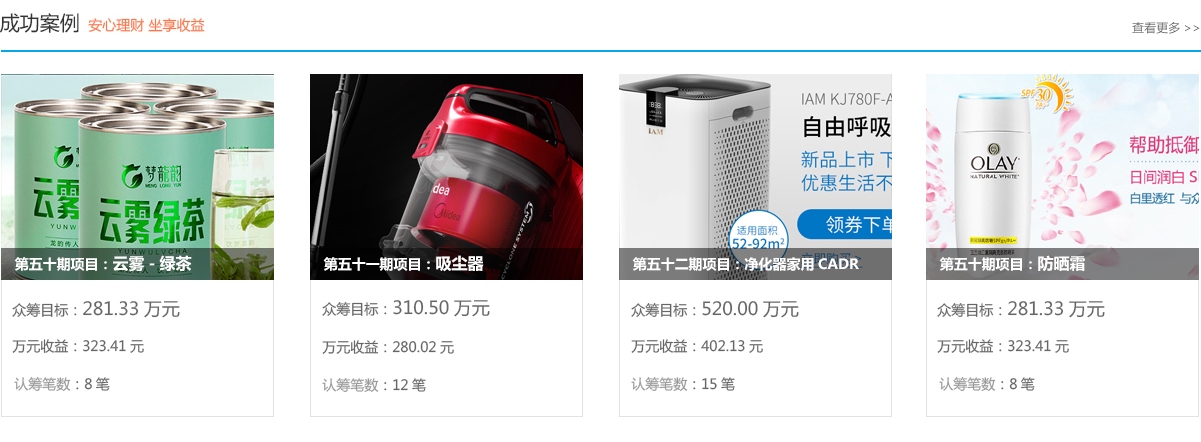 成功案例 安心理财 坐享收益
查看更多 >>
梦龍韵
MENG LONG YUN
云雾绿茶
YUNWULVCHA
龙的传人
第五十期项目：云雾 - 绿茶
众筹目标：281.33 万元
万元收益：323.41 元
认筹笔数：8 笔
Midea
CYCLONE SYSTEM
第五十一期项目：吸尘器
众筹目标：310.50 万元
万元收益：280.02 元
认筹笔数：12 笔
IAM
IAM KJ780F-A
自由呼吸
新品上市 下
优惠生活不
适用面积
52-92m²
领券下单
第五十二期项目：净化器家用 CADR
众筹目标：520.00 万元
万元收益：402.13 元
认筹笔数：15 笔
SPF 30
PA++
OLAY
NATURAL WHITE
帮助抵御
日间润白 S
白里透红 与众
第五十期项目：防晒霜
众筹目标：281.33 万元
万元收益：323.41 元
认筹笔数：8 笔